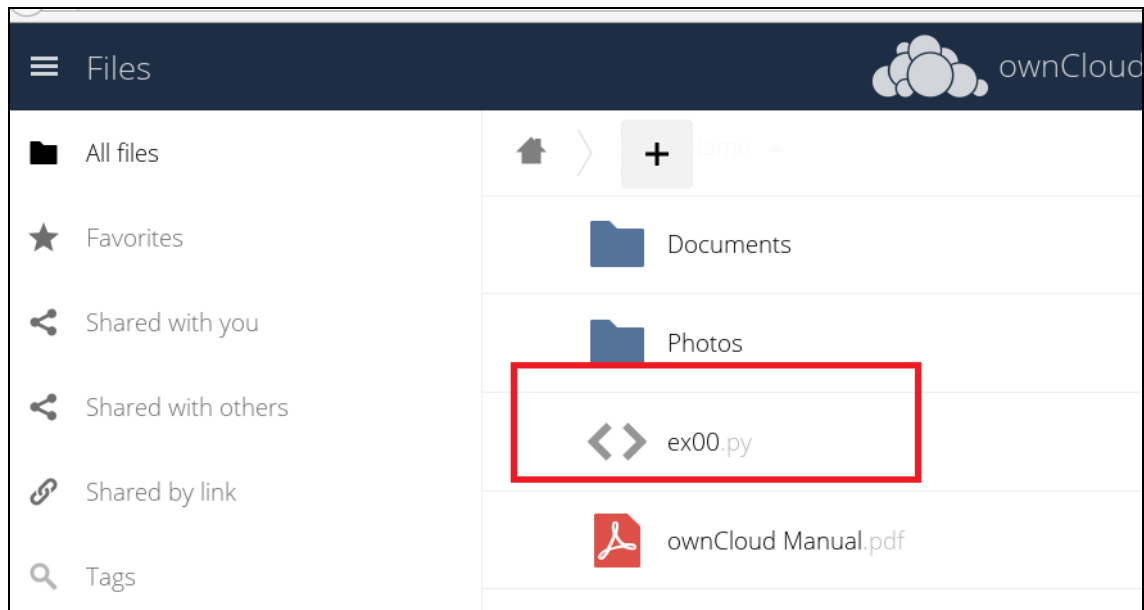 Files
ownCloud
All files
Favorites
Shared with you
Shared with others
Shared by link
Tags
+ Name
Documents
Photos
ex00.py
ownCloud Manual.pdf